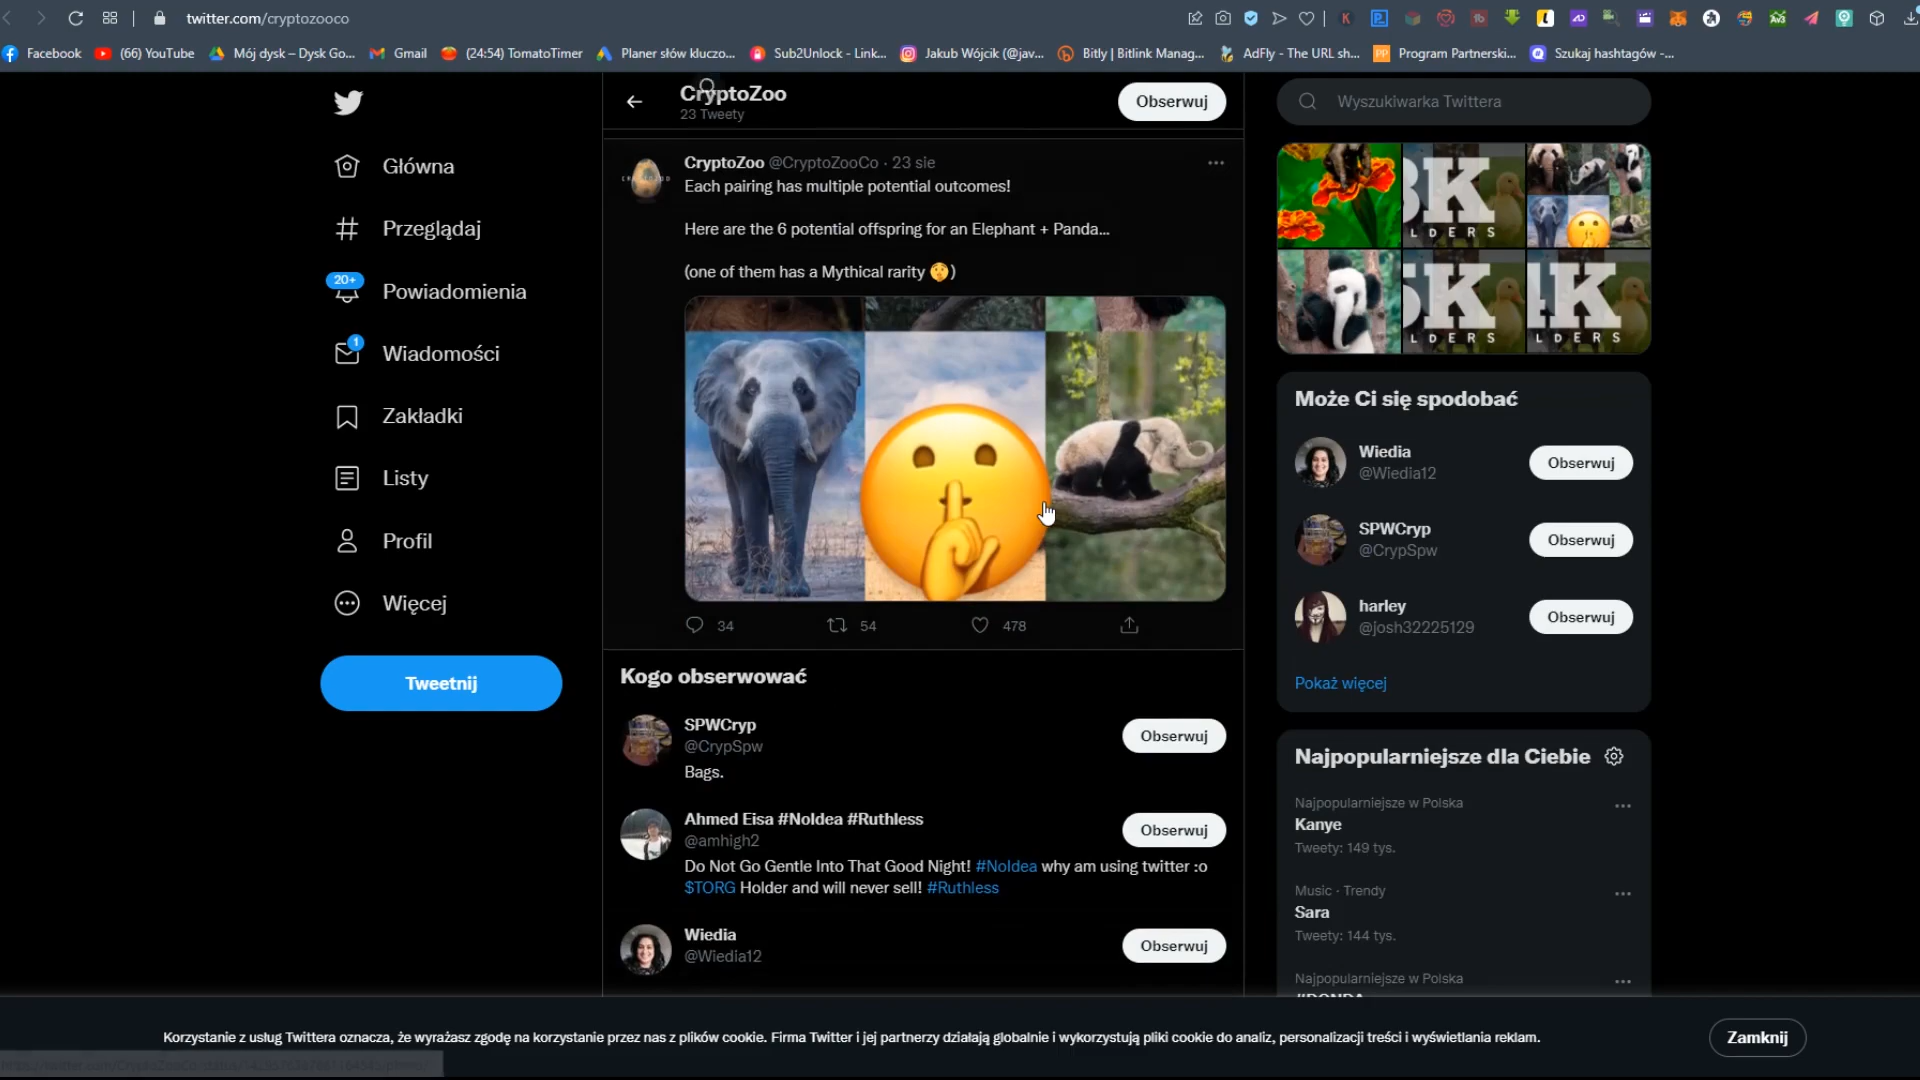 twitter.com/cryptozooco
Facebook
(66) YouTube
Mój dysk – Dysk Go...
Gmail
(24:54) TomatoTimer
Planer słów kluczo...
Sub2Unlock - Link...
Jakub Wójcik (@jav...
Bitly | Bitlink Manag...
AdFly - The URL sh...
Program Partnerski...
Szukaj hashtagów -...
Główna
Przeglądaj
20+
Powiadomienia
1
Wiadomości
Zakładki
Listy
Profil
Więcej
Tweetnij
CryptoZoo
23 Tweety
Obserwuj
CryptoZoo @CryptoZooCo · 23 sie
Each pairing has multiple potential outcomes!
Here are the 6 potential offspring for an Elephant + Panda...
(one of them has a Mythical rarity 🤫)
34
54
478
Kogo obserwować
SPWCryp
@CrypSpw
Bags.
Obserwuj
Ahmed Eisa #NoIdea #Ruthless
@amhigh2
Do Not Go Gentle Into That Good Night! #NoIdea why am using twitter :o
$TORG Holder and will never sell! #Ruthless
Obserwuj
Wiedia
@Wiedia12
Obserwuj
Wyszukiwarka Twittera
K
LDERS
K
LDERS
K
LDERS
Może Ci się spodobać
Wiedia
@Wiedia12
Obserwuj
SPWCryp
@CrypSpw
Obserwuj
harley
@josh32225129
Obserwuj
Pokaż więcej
Najpopularniejsze dla Ciebie
Najpopularniejsze w Polska
Kanye
Tweety: 149 tys.
Music · Trendy
Sara
Tweety: 144 tys.
Najpopularniejsze w Polska
Korzystanie z usług Twittera oznacza, że wyrażasz zgodę na korzystanie przez nas z plików cookie. Firma Twitter i jej partnerzy działają globalnie i wykorzystują pliki cookie do analiz, personalizacji treści i wyświetlania reklam.
Zamknij